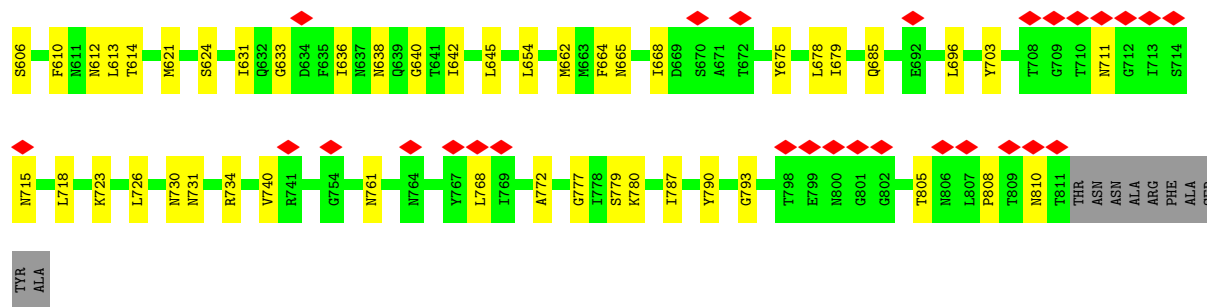 S606 F610 N611 N612 L613 T614 M621 S624 I631 Q632 G633 D634 F635 I636 N637 N638 Q639 G640 T641 I642 L645 L654 M662 M663 F664 N665 I668 D669 S670 A671 T672 Y675 L678 I679 Q685 E692 L696 Y703 T708 G709 T710 N711 G712 I713 S714
N715 L718 K723 L726 N730 N731 R734 V740 R741 G754 N761 N764 Y767 L768 I769 A772 G777 I778 S779 K780 I787 Y790 G793 T798 E799 N800 G801 G802 T805 N806 L807 P808 T809 N810 T811 THR ASN ASN ALA ARG PHE ALA SER
TYR ALA